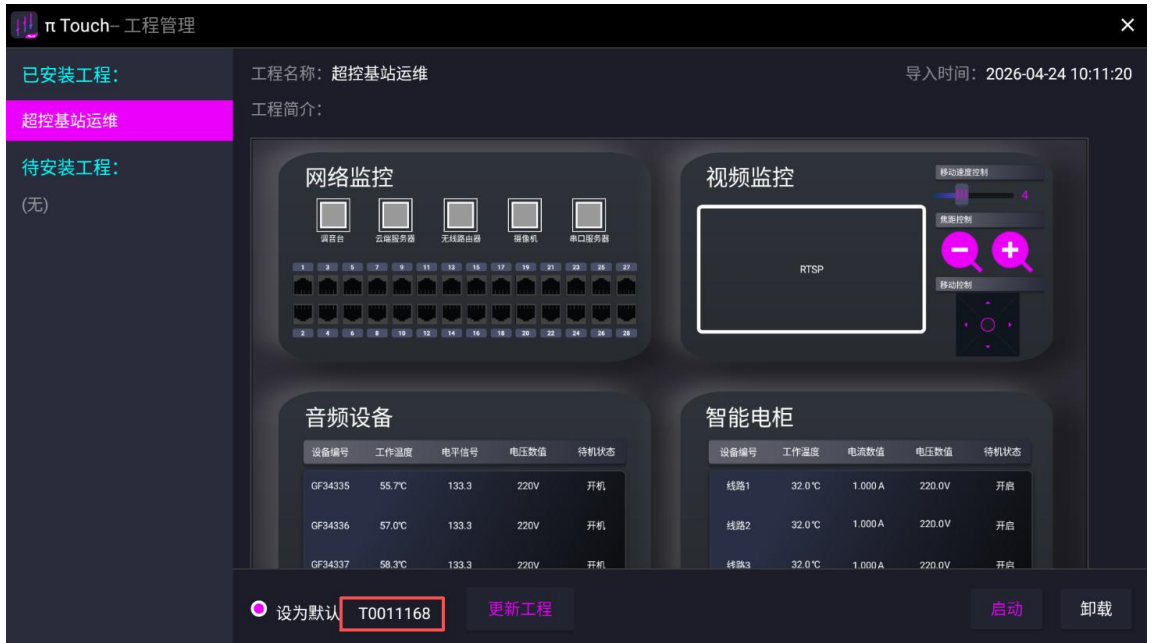 π Touch-- 工程管理
已安装工程：
超控基站运维
待安装工程：
(无)
工程名称：超控基站运维
导入时间：2026-04-24 10:11:20
工程简介：
网络监控
调音台 云端服务器 无线路由器 摄像机 串口服务器
1 3 5 7 9 11 13 15 17 19 21 23 25 27
2 4 6 8 10 12 14 16 18 20 22 24 26 28
视频监控
RTSP
移动速度控制
4
焦距控制
移动控制
音频设备
设备编号 工作温度 电平信号 电压数值 待机状态
GF34335 55.7℃ 133.3 220V 开机
GF34336 57.0℃ 133.3 220V 开机
GF34337 58.3℃ 133.3 220V 开机
智能电柜
设备编号 工作温度 电流数值 电压数值 待机状态
线路1 32.0℃ 1.000A 220.0V 开启
线路2 32.0℃ 1.000A 220.0V 开启
线路3 32.0℃ 1.000A 220.0V 开启
设为默认 T0011168 更新工程 启动 卸载